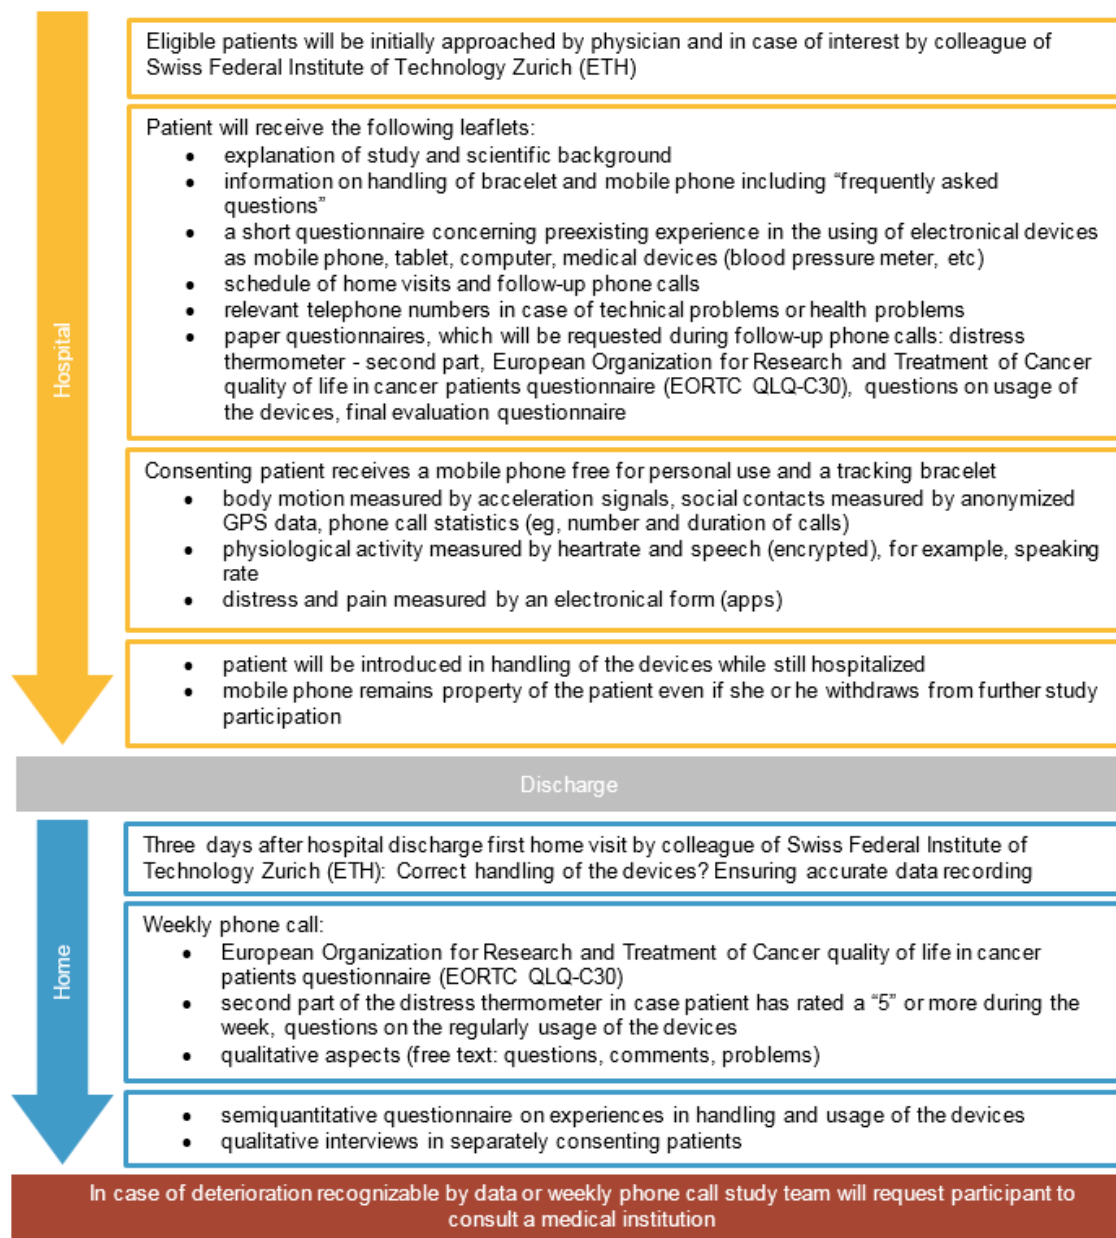 Hospital
Eligible patients will be initially approached by physician and in case of interest by colleague of
Swiss Federal Institute of Technology Zurich (ETH)
Patient will receive the following leaflets:
• explanation of study and scientific background
• information on handling of bracelet and mobile phone including “frequently asked
questions”
• a short questionnaire concerning preexisting experience in the using of electronical devices
as mobile phone, tablet, computer, medical devices (blood pressure meter, etc)
• schedule of home visits and follow-up phone calls
• relevant telephone numbers in case of technical problems or health problems
• paper questionnaires, which will be requested during follow-up phone calls: distress
thermometer - second part, European Organization for Research and Treatment of Cancer
quality of life in cancer patients questionnaire (EORTC QLQ-C30), questions on usage of
the devices, final evaluation questionnaire
Consenting patient receives a mobile phone free for personal use and a tracking bracelet
• body motion measured by acceleration signals, social contacts measured by anonymized
GPS data, phone call statistics (eg, number and duration of calls)
• physiological activity measured by heartrate and speech (encrypted), for example, speaking
rate
• distress and pain measured by an electronical form (apps)
• patient will be introduced in handling of the devices while still hospitalized
• mobile phone remains property of the patient even if she or he withdraws from further study
participation
Discharge
Home
Three days after hospital discharge first home visit by colleague of Swiss Federal Institute of
Technology Zurich (ETH): Correct handling of the devices? Ensuring accurate data recording
Weekly phone call:
• European Organization for Research and Treatment of Cancer quality of life in cancer
patients questionnaire (EORTC QLQ-C30)
• second part of the distress thermometer in case patient has rated a “5” or more during the
week, questions on the regularly usage of the devices
• qualitative aspects (free text: questions, comments, problems)
• semiquantitative questionnaire on experiences in handling and usage of the devices
• qualitative interviews in separately consenting patients
In case of deterioration recognizable by data or weekly phone call study team will request participant to
consult a medical institution